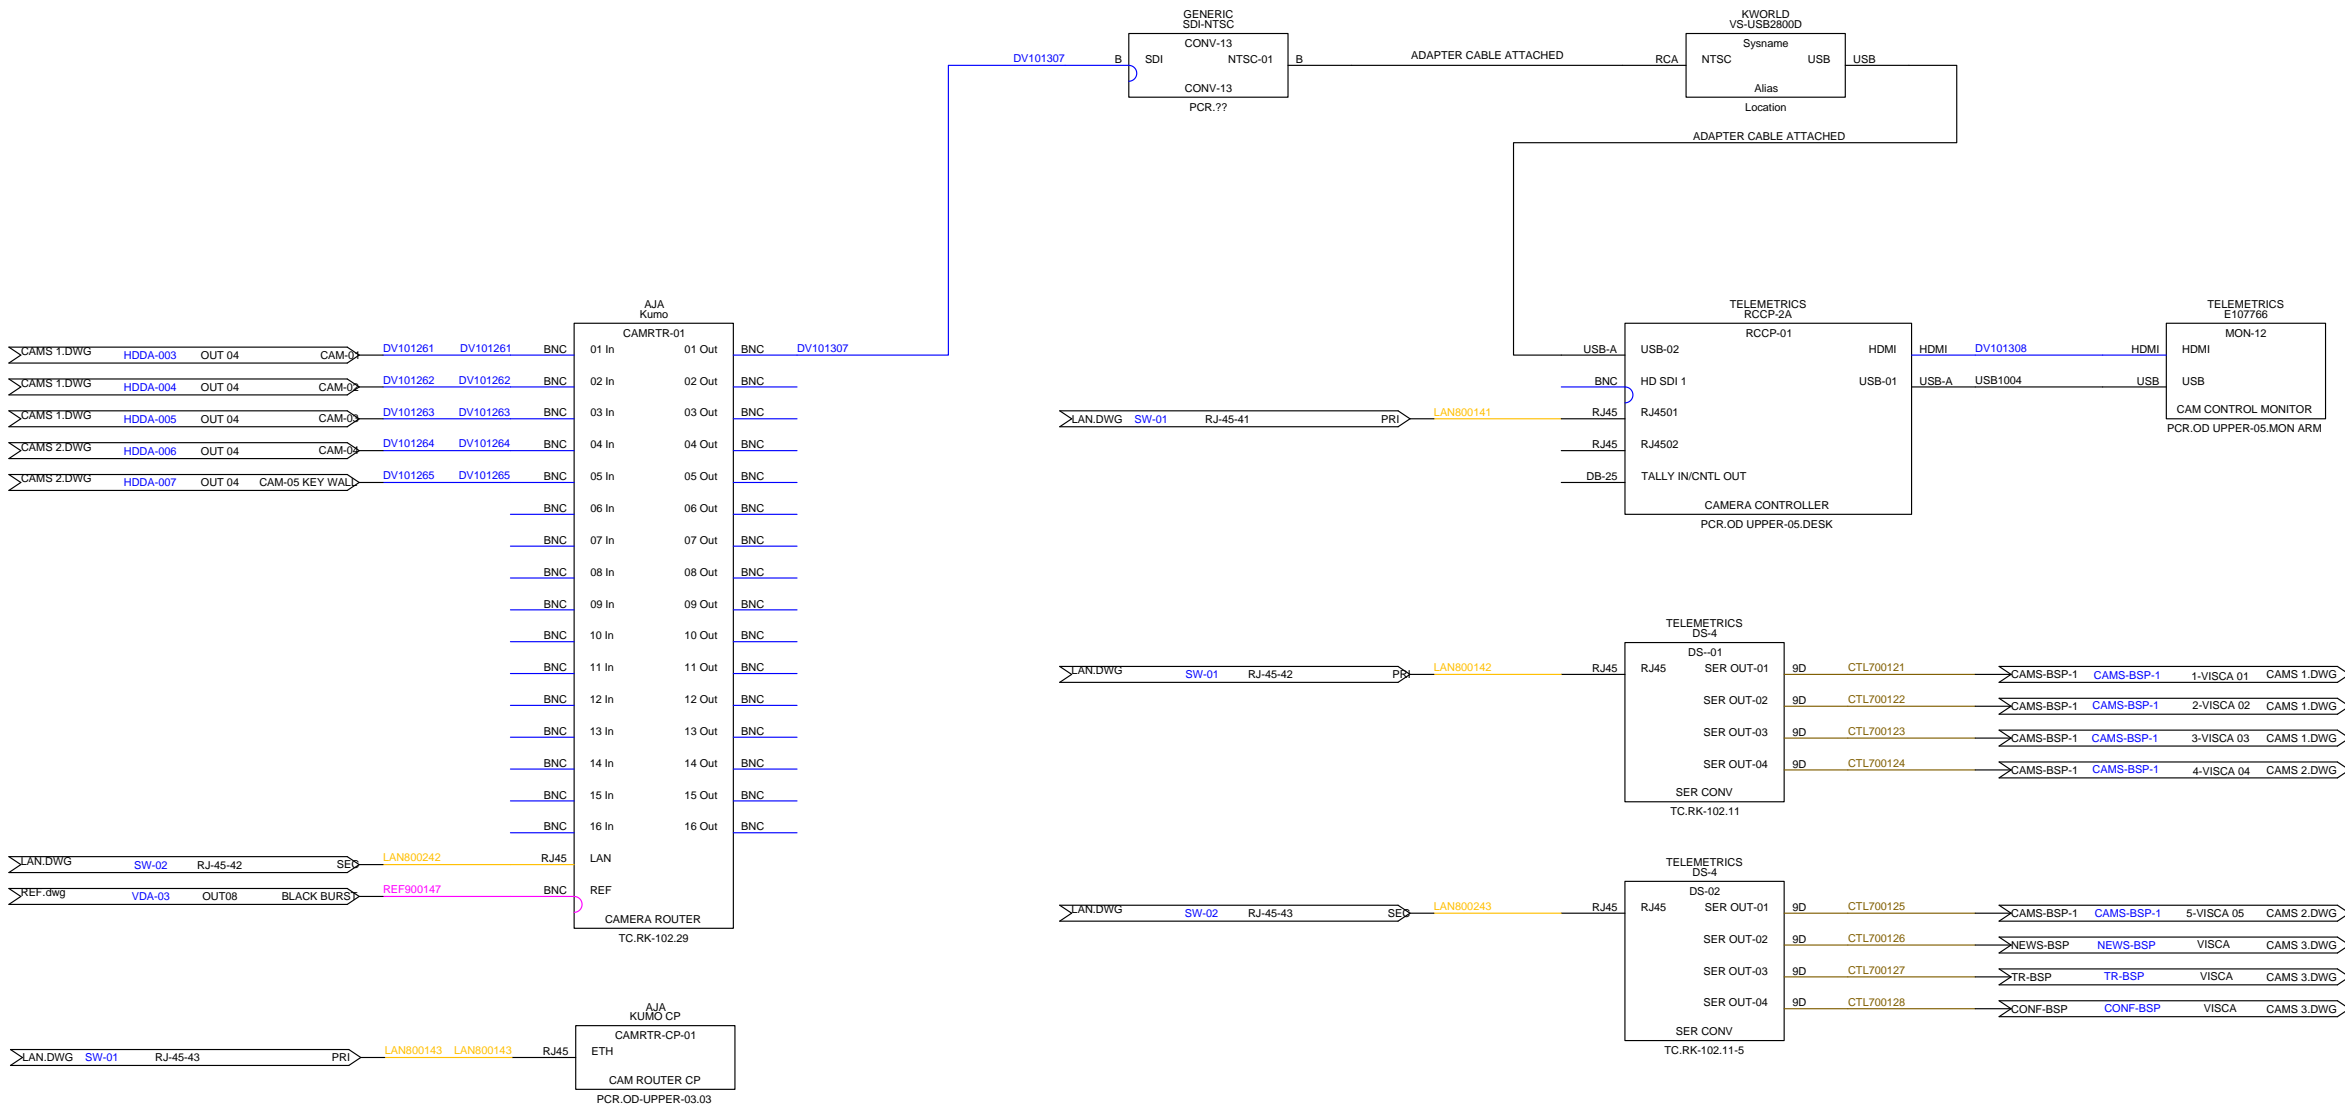 GENERIC
SDI-NTSC
CONV-13
DV101307 B SDI NTSC-01 B ADAPTER CABLE ATTACHED
CONV-13
PCR.??
KWORLD
VS-USB2800D
Sysname
RCA NTSC USB USB
Alias
Location
ADAPTER CABLE ATTACHED
AJA
Kumo
CAMRTR-01
CAMS 1.DWG HDDA-003 OUT 04 CAM-01 DV101261 DV101261 BNC 01 In 01 Out BNC DV101307
CAMS 1.DWG HDDA-004 OUT 04 CAM-02 DV101262 DV101262 BNC 02 In 02 Out BNC
CAMS 1.DWG HDDA-005 OUT 04 CAM-03 DV101263 DV101263 BNC 03 In 03 Out BNC
CAMS 2.DWG HDDA-006 OUT 04 CAM-04 DV101264 DV101264 BNC 04 In 04 Out BNC
CAMS 2.DWG HDDA-007 OUT 04 CAM-05 KEY WALL DV101265 DV101265 BNC 05 In 05 Out BNC
BNC 06 In 06 Out BNC
BNC 07 In 07 Out BNC
BNC 08 In 08 Out BNC
BNC 09 In 09 Out BNC
BNC 10 In 10 Out BNC
BNC 11 In 11 Out BNC
BNC 12 In 12 Out BNC
BNC 13 In 13 Out BNC
BNC 14 In 14 Out BNC
BNC 15 In 15 Out BNC
BNC 16 In 16 Out BNC
LAN.DWG SW-02 RJ-45-42 SEC LAN800242 RJ45 LAN
REF.dwg VDA-03 OUT08 BLACK BURST REF900147 BNC REF
CAMERA ROUTER
TC.RK-102.29
AJA
KUMO CP
CAMRTR-CP-01
LAN.DWG SW-01 RJ-45-43 PRI LAN800143 LAN800143 RJ45 ETH
CAM ROUTER CP
PCR.OD-UPPER-03.03
TELEMETRICS
RCCP-2A
RCCP-01
USB-A USB-02 HDMI HDMI DV101308
BNC HD SDI 1 USB-01 USB-A USB1004
LAN.DWG SW-01 RJ-45-41 PRI LAN800141 RJ45 RJ4501
RJ45 RJ4502
DB-25 TALLY IN/CNTL OUT
CAMERA CONTROLLER
PCR.OD UPPER-05.DESK
TELEMETRICS
E107766
MON-12
HDMI HDMI
USB USB
CAM CONTROL MONITOR
PCR.OD UPPER-05.MON ARM
TELEMETRICS
DS-4
DS--01
LAN.DWG SW-01 RJ-45-42 PRI LAN800142 RJ45 RJ45 SER OUT-01 9D CTL700121 CAMS-BSP-1 CAMS-BSP-1 1-VISCA 01 CAMS 1.DWG
SER OUT-02 9D CTL700122 CAMS-BSP-1 CAMS-BSP-1 2-VISCA 02 CAMS 1.DWG
SER OUT-03 9D CTL700123 CAMS-BSP-1 CAMS-BSP-1 3-VISCA 03 CAMS 1.DWG
SER OUT-04 9D CTL700124 CAMS-BSP-1 CAMS-BSP-1 4-VISCA 04 CAMS 2.DWG
SER CONV
TC.RK-102.11
TELEMETRICS
DS-4
DS-02
LAN.DWG SW-02 RJ-45-43 SEC LAN800243 RJ45 RJ45 SER OUT-01 9D CTL700125 CAMS-BSP-1 CAMS-BSP-1 5-VISCA 05 CAMS 2.DWG
SER OUT-02 9D CTL700126 NEWS-BSP NEWS-BSP VISCA CAMS 3.DWG
SER OUT-03 9D CTL700127 TR-BSP TR-BSP VISCA CAMS 3.DWG
SER OUT-04 9D CTL700128 CONF-BSP CONF-BSP VISCA CAMS 3.DWG
SER CONV
TC.RK-102.11-5